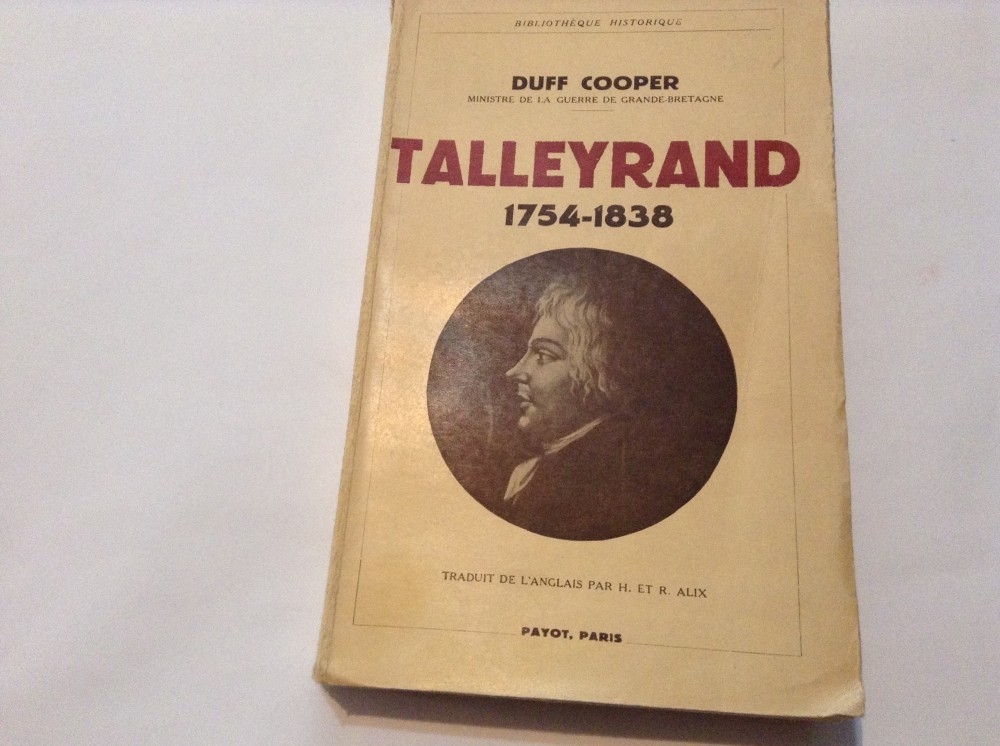 BIBLIOTHÈQUE HISTORIQUE
DUFF COOPER
MINISTRE DE LA GUERRE DE GRANDE-BRETAGNE
TALLEYRAND
1754-1838
TRADUIT DE L'ANGLAIS PAR H. ET R. ALIX
PAYOT, PARIS